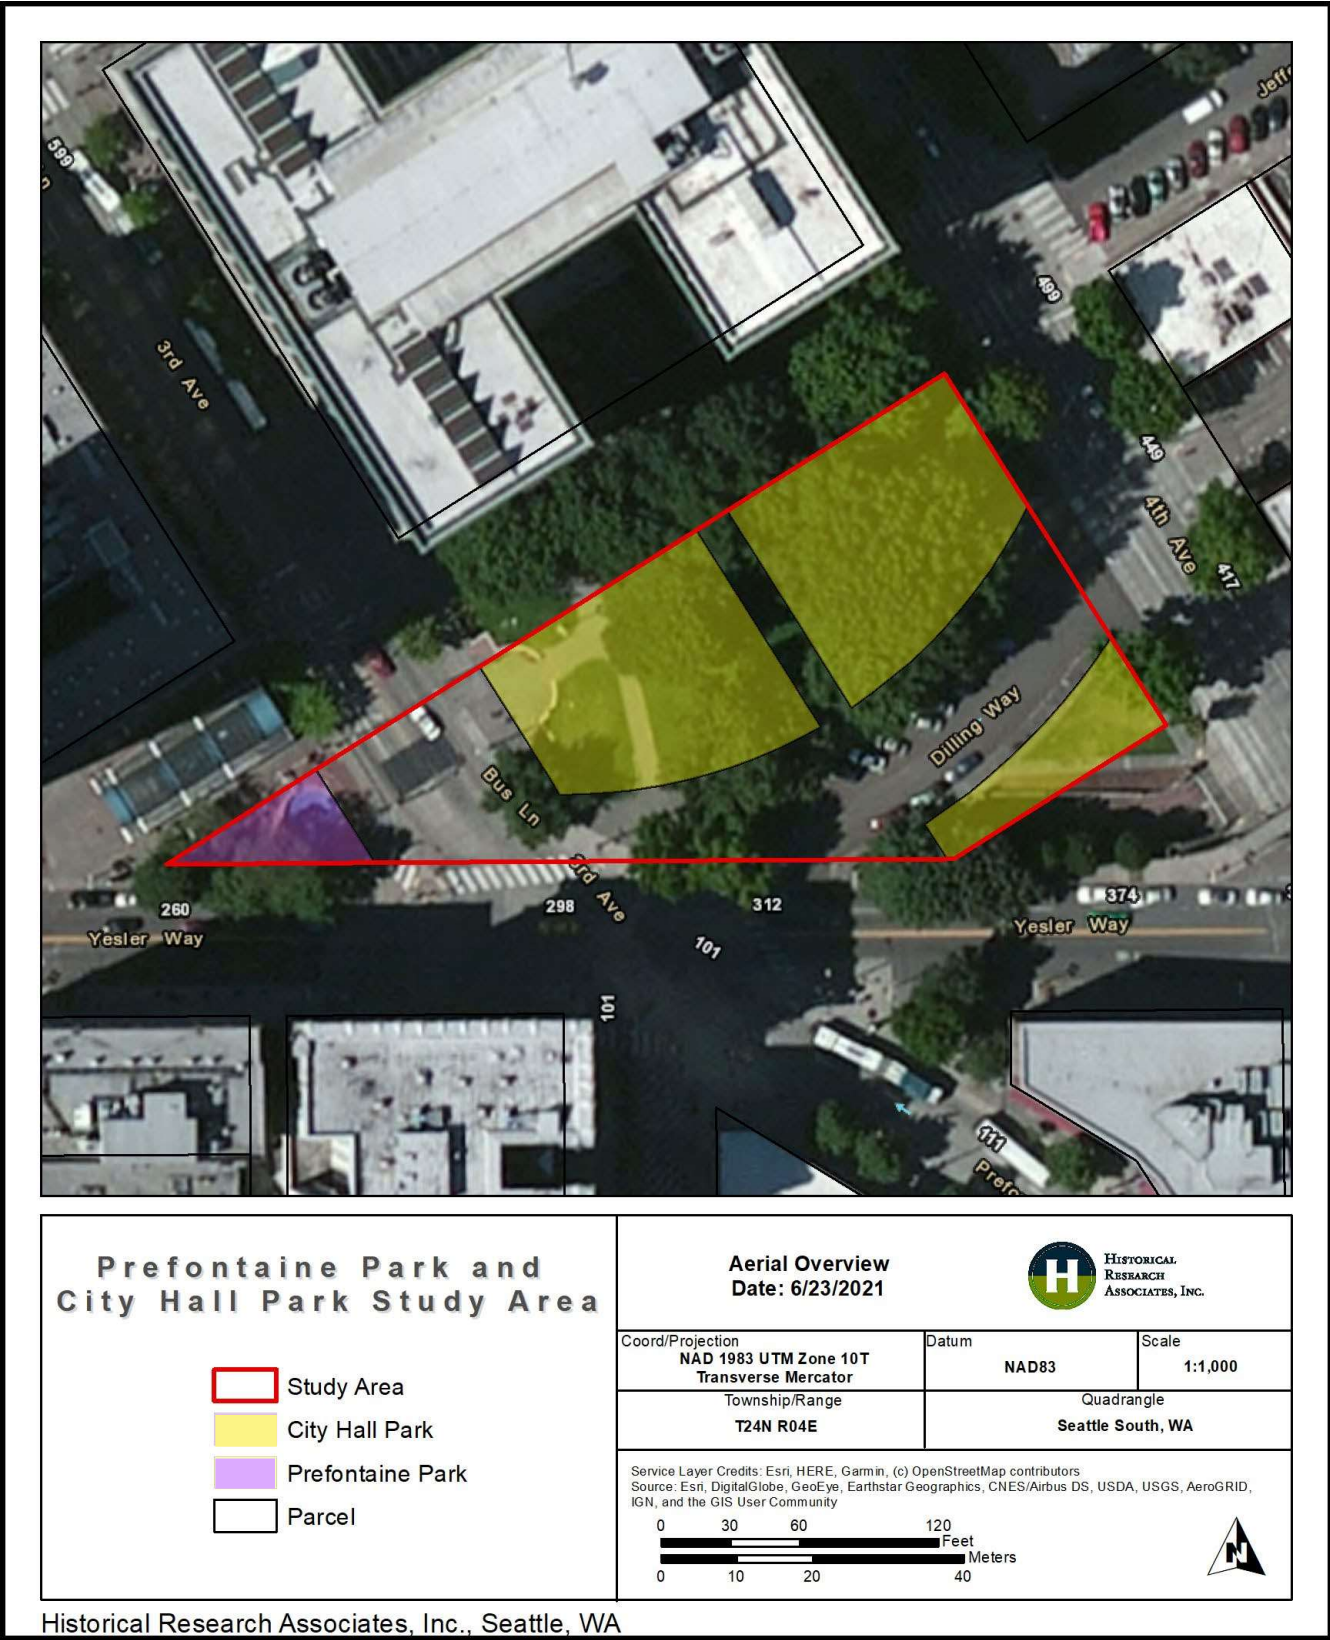 Jeff
599
n
499
3rd Ave
449
4th Ave
417
Dilling Way
Bus Ln
3rd Ave
260
298
312
374
3
Yesler Way
Yesler Way
101
101
111
Prefo
Prefontaine Park and
City Hall Park Study Area
Study Area
City Hall Park
Prefontaine Park
Parcel
Aerial Overview
Date: 6/23/2021
H
HISTORICAL
RESEARCH
ASSOCIATES, INC.
Coord/Projection
NAD 1983 UTM Zone 10T
Transverse Mercator
Datum
NAD83
Scale
1:1,000
Township/Range
T24N R04E
Quadrangle
Seattle South, WA
Service Layer Credits: Esri, HERE, Garmin, (c) OpenStreetMap contributors
Source: Esri, DigitalGlobe, GeoEye, Earthstar Geographics, CNES/Airbus DS, USDA, USGS, AeroGRID,
IGN, and the GIS User Community
0 30 60 120
Feet
Meters
0 10 20 40
N
Historical Research Associates, Inc., Seattle, WA